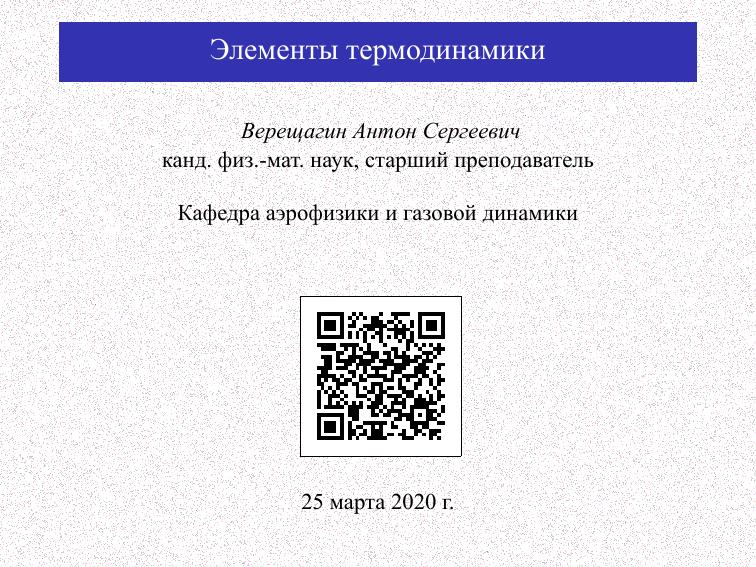 Элементы термодинамики
Верещагин Антон Сергеевич
канд. физ.-мат. наук, старший преподаватель
Кафедра аэрофизики и газовой динамики
25 марта 2020 г.